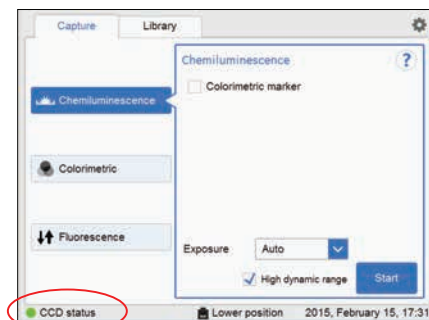 Capture Library
Chemiluminescence ?
Colorimetric marker
Chemiluminescence
Colorimetric
Fluorescence
Exposure Auto
High dynamic range Start
CCD status Lower position 2015, February 15, 17:31